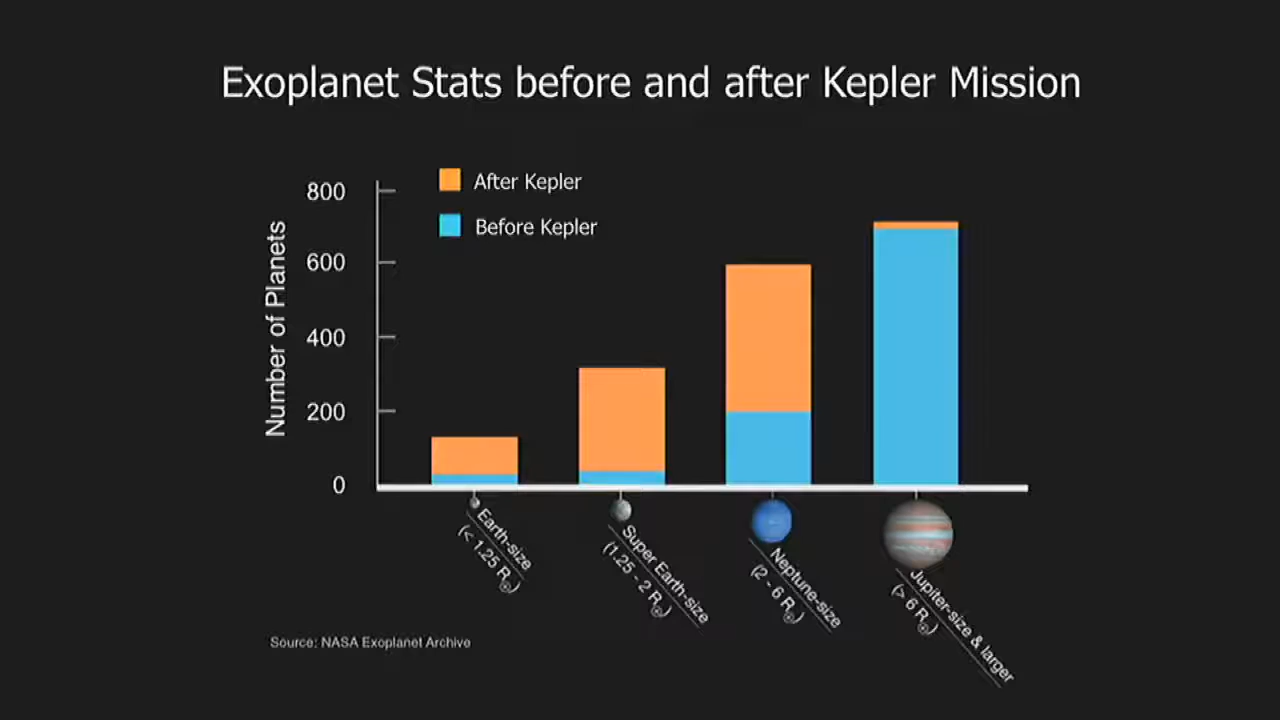 Exoplanet Stats before and after Kepler Mission
After Kepler
Before Kepler
Number of Planets
800
600
400
200
0
Earth-size
(< 1.25 R⊕)
Super Earth-size
(1.25 - 2 R⊕)
Neptune-size
(2 - 6 R⊕)
Jupiter-size & larger
(> 6 R⊕)
Source: NASA Exoplanet Archive